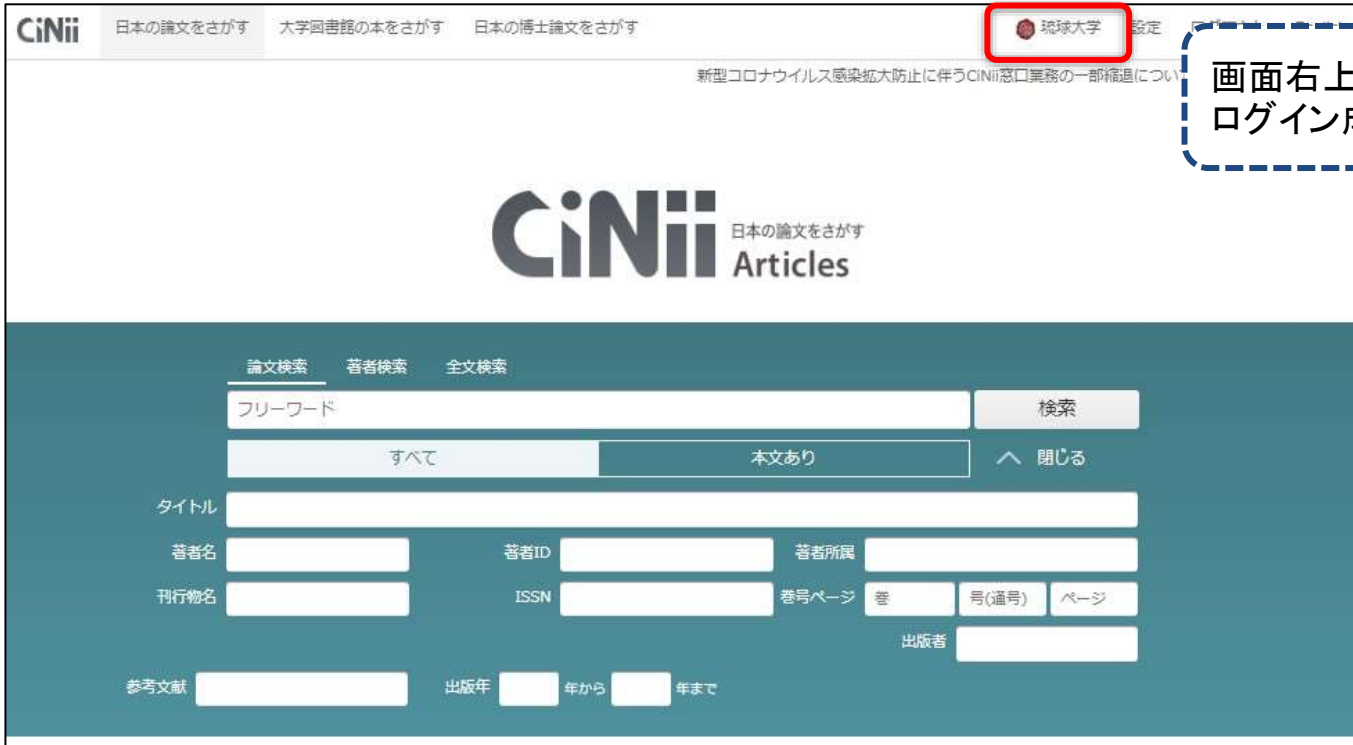 CiNii 日本の論文をさがす 大学図書館の本をさがす 日本の博士論文をさがす 琉球大学 設定
新型コロナウイルス感染拡大防止に伴うCiNii窓口業務の一部縮退につい
画面右上
ログイン成
CiNii 日本の論文をさがす
Articles
論文検索 著者検索 全文検索
フリーワード 検索
すべて 本文あり 閉じる
タイトル
著者名 著者ID 著者所属
刊行物名 ISSN 巻号ページ 巻 号(通号) ページ
出版者
参考文献 出版年 年から 年まで